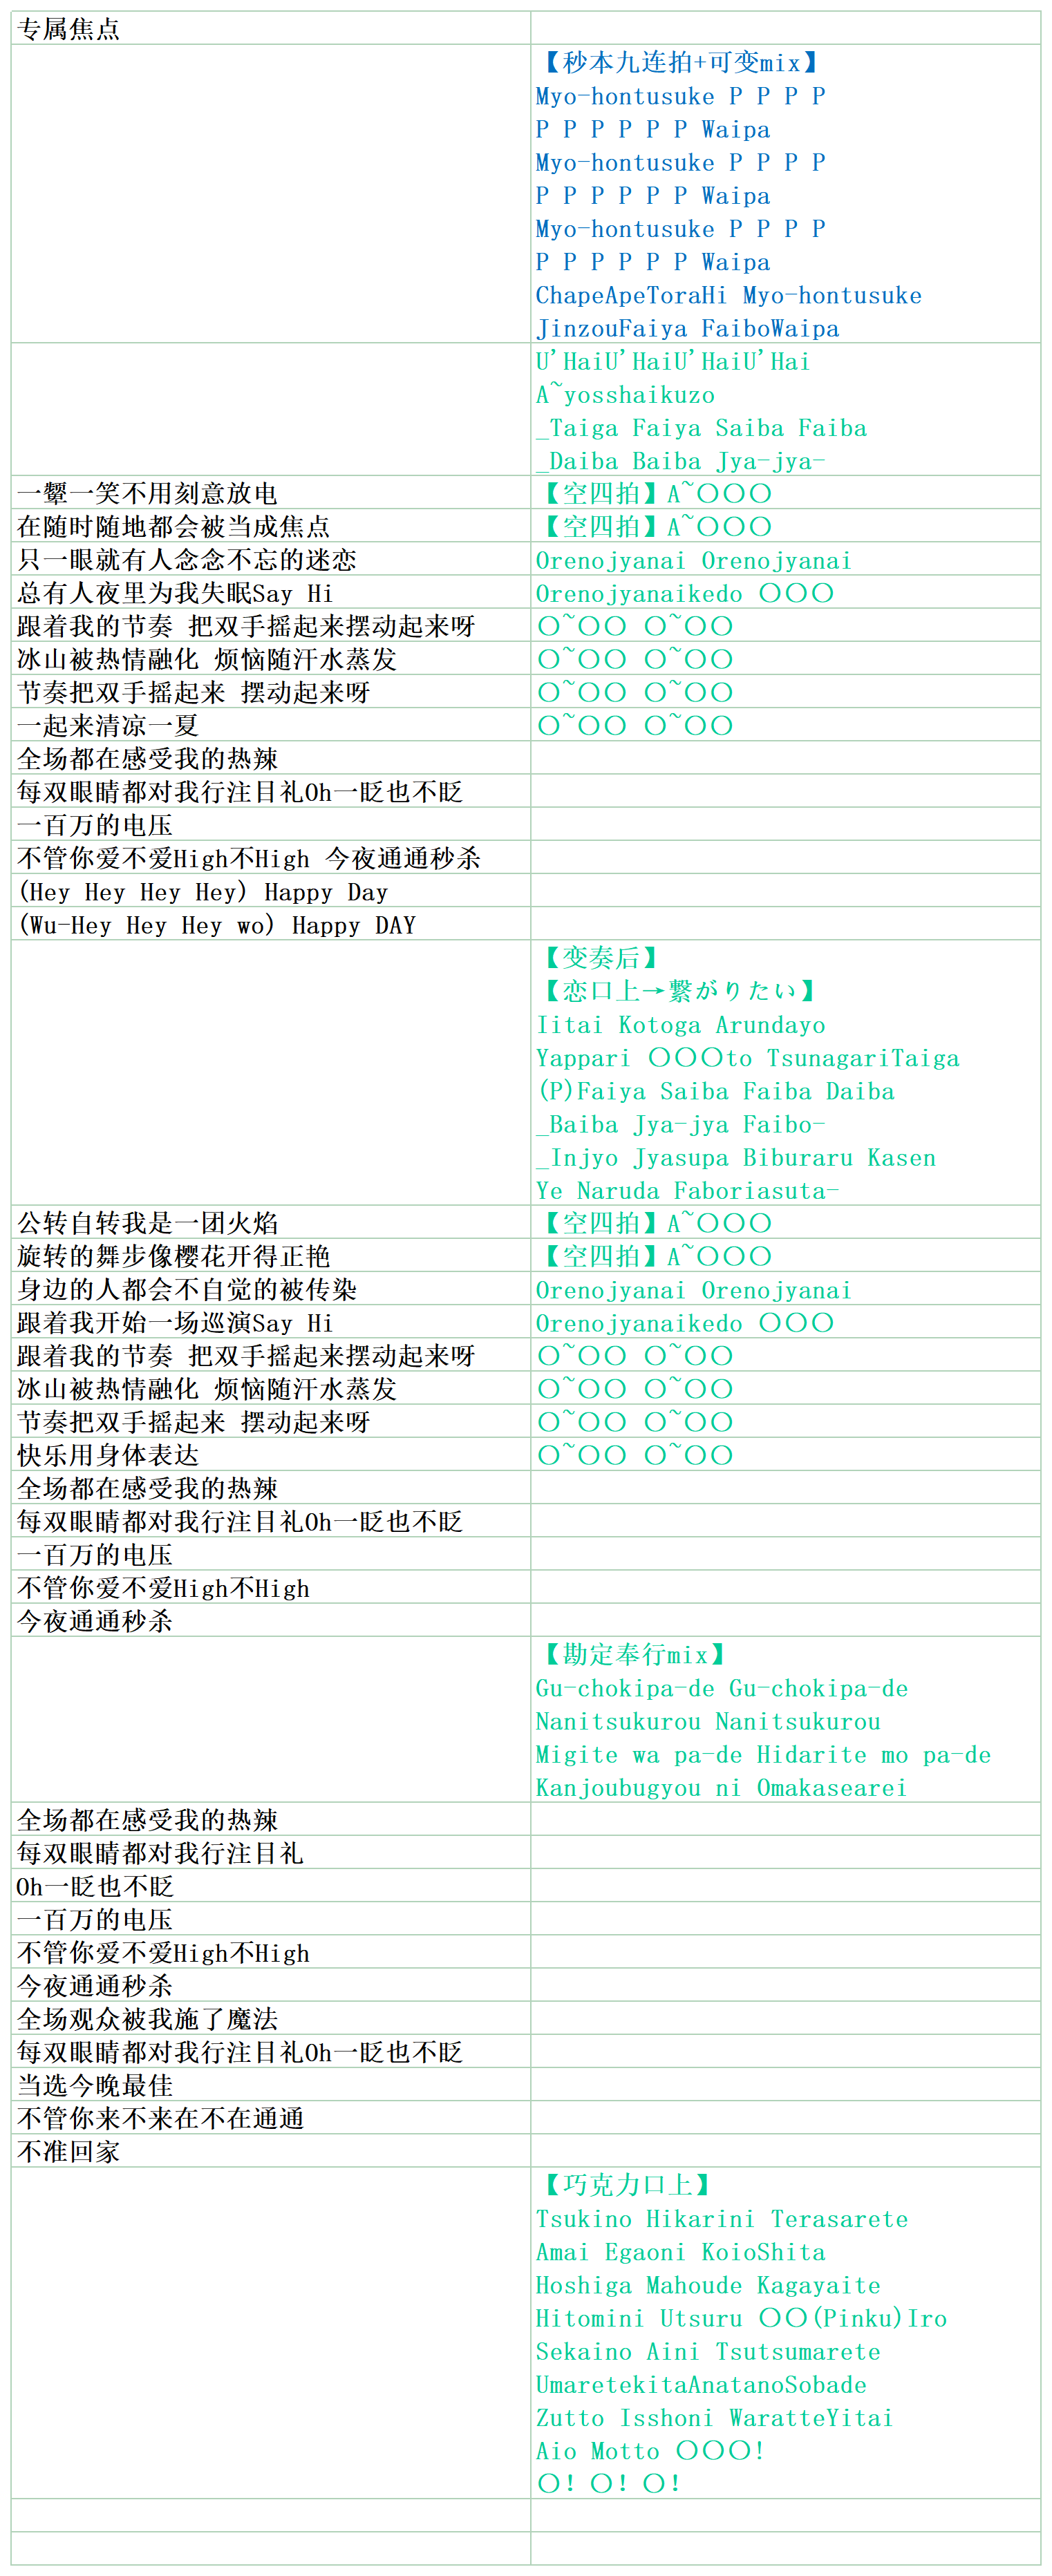 专属焦点
【秒本九连拍+可变mix】
Myo-hontusuke P P P P
P P P P P P Waipa
Myo-hontusuke P P P P
P P P P P P Waipa
Myo-hontusuke P P P P
P P P P P P Waipa
ChapeApeToraHi Myo-hontusuke
JinzouFaiya FaiboWaipa
U'HaiU'HaiU'HaiU'Hai
A~yosshaikuzo
_Taiga Faiya Saiba Faiba
_Daiba Baiba Jya-jya-
一颦一笑不用刻意放电 【空四拍】A~〇〇〇
在随时随地都会被当成焦点 【空四拍】A~〇〇〇
只一眼就有人念念不忘的迷恋 Orenojyanai Orenojyanai
总有人夜里为我失眠Say Hi Orenojyanaikedo 〇〇〇
跟着我的节奏 把双手摇起来摆动起来呀 〇~〇〇 〇~〇〇
冰山被热情融化 烦恼随汗水蒸发 〇~〇〇 〇~〇〇
节奏把双手摇起来 摆动起来呀 〇~〇〇 〇~〇〇
一起来清凉一夏 〇~〇〇 〇~〇〇
全场都在感受我的热辣
每双眼睛都对我行注目礼Oh一眨也不眨
一百万的电压
不管你爱不爱High不High 今夜通通秒杀
(Hey Hey Hey Hey) Happy Day
(Wu-Hey Hey Hey wo) Happy DAY
【变奏后】
【恋口上→繋がりたい】
Iitai Kotoga Arundayo
Yappari 〇〇〇to TsunagariTaiga
(P)Faiya Saiba Faiba Daiba
_Baiba Jya-jya Faibo-
_Injyo Jyasupa Biburaru Kasen
Ye Naruda Faboriasuta-
公转自转我是一团火焰 【空四拍】A~〇〇〇
旋转的舞步像樱花开得正艳 【空四拍】A~〇〇〇
身边的人都会不自觉的被传染 Orenojyanai Orenojyanai
跟着我开始一场巡演Say Hi Orenojyanaikedo 〇〇〇
跟着我的节奏 把双手摇起来摆动起来呀 〇~〇〇 〇~〇〇
冰山被热情融化 烦恼随汗水蒸发 〇~〇〇 〇~〇〇
节奏把双手摇起来 摆动起来呀 〇~〇〇 〇~〇〇
快乐用身体表达 〇~〇〇 〇~〇〇
全场都在感受我的热辣
每双眼睛都对我行注目礼Oh一眨也不眨
一百万的电压
不管你爱不爱High不High
今夜通通秒杀
【勘定奉行mix】
Gu-chokipa-de Gu-chokipa-de
Nanitsukurou Nanitsukurou
Migite wa pa-de Hidarite mo pa-de
Kanjoubugyou ni Omakasearei
全场都在感受我的热辣
每双眼睛都对我行注目礼
Oh一眨也不眨
一百万的电压
不管你爱不爱High不High
今夜通通秒杀
全场观众被我施了魔法
每双眼睛都对我行注目礼Oh一眨也不眨
当选今晚最佳
不管你来不来在不在通通
不准回家
【巧克力口上】
Tsukino Hikarini Terasarete
Amai Egaoni KoioShita
Hoshiga Mahoude Kagayaite
Hitomini Utsuru 〇〇(Pinku)Iro
Sekaino Aini Tsutsumarete
UmaretekitaAnatanoSobade
Zutto Isshoni WaratteYitai
Aio Motto 〇〇〇!
〇! 〇! 〇!